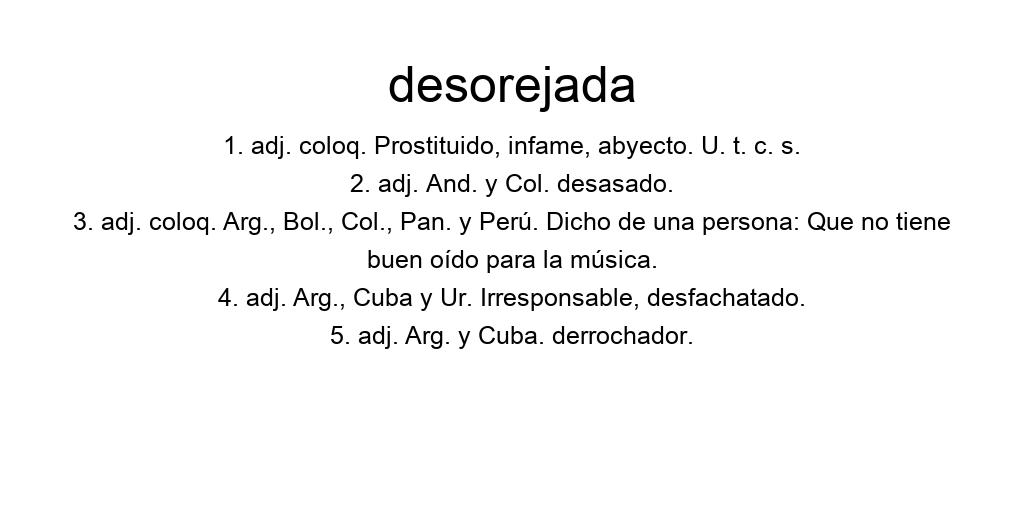 desorejada
1. adj. coloq. Prostituido, infame, abyecto. U. t. c. s.
2. adj. And. y Col. desasado.
3. adj. coloq. Arg., Bol., Col., Pan. y Perú. Dicho de una persona: Que no tiene
buen oído para la música.
4. adj. Arg., Cuba y Ur. Irresponsable, desfachatado.
5. adj. Arg. y Cuba. derrochador.